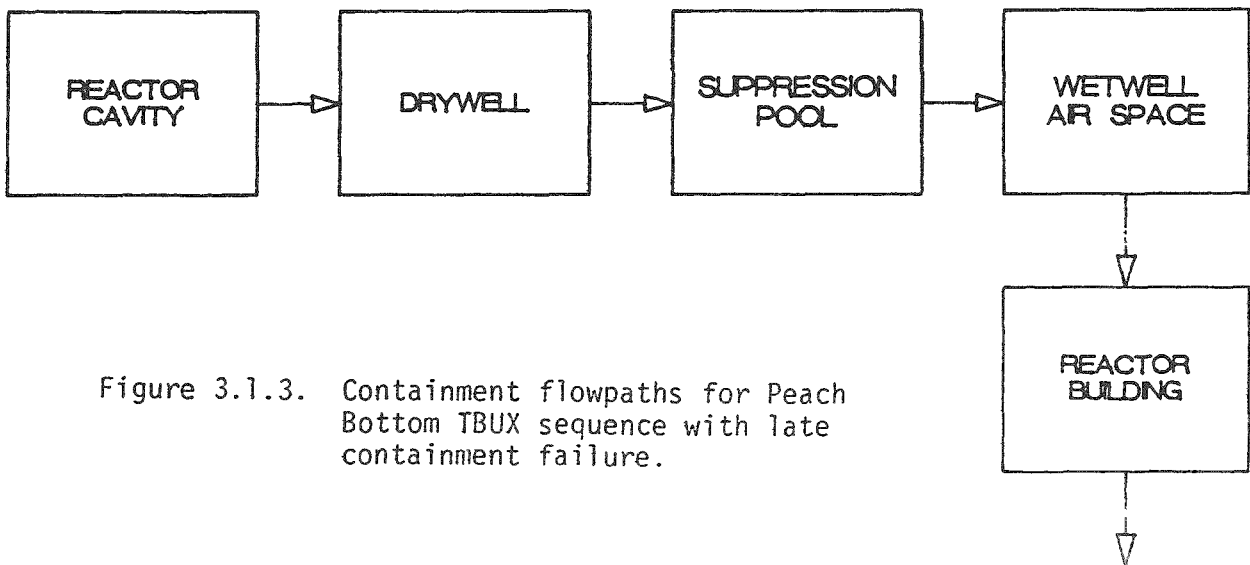 REACTOR
CAVITY
DRYWELL
SUPPRESSION
POOL
WETWELL
AIR SPACE
REACTOR
BUILDING
Figure 3.1.3. Containment flowpaths for Peach
Bottom TBUX sequence with late
containment failure.